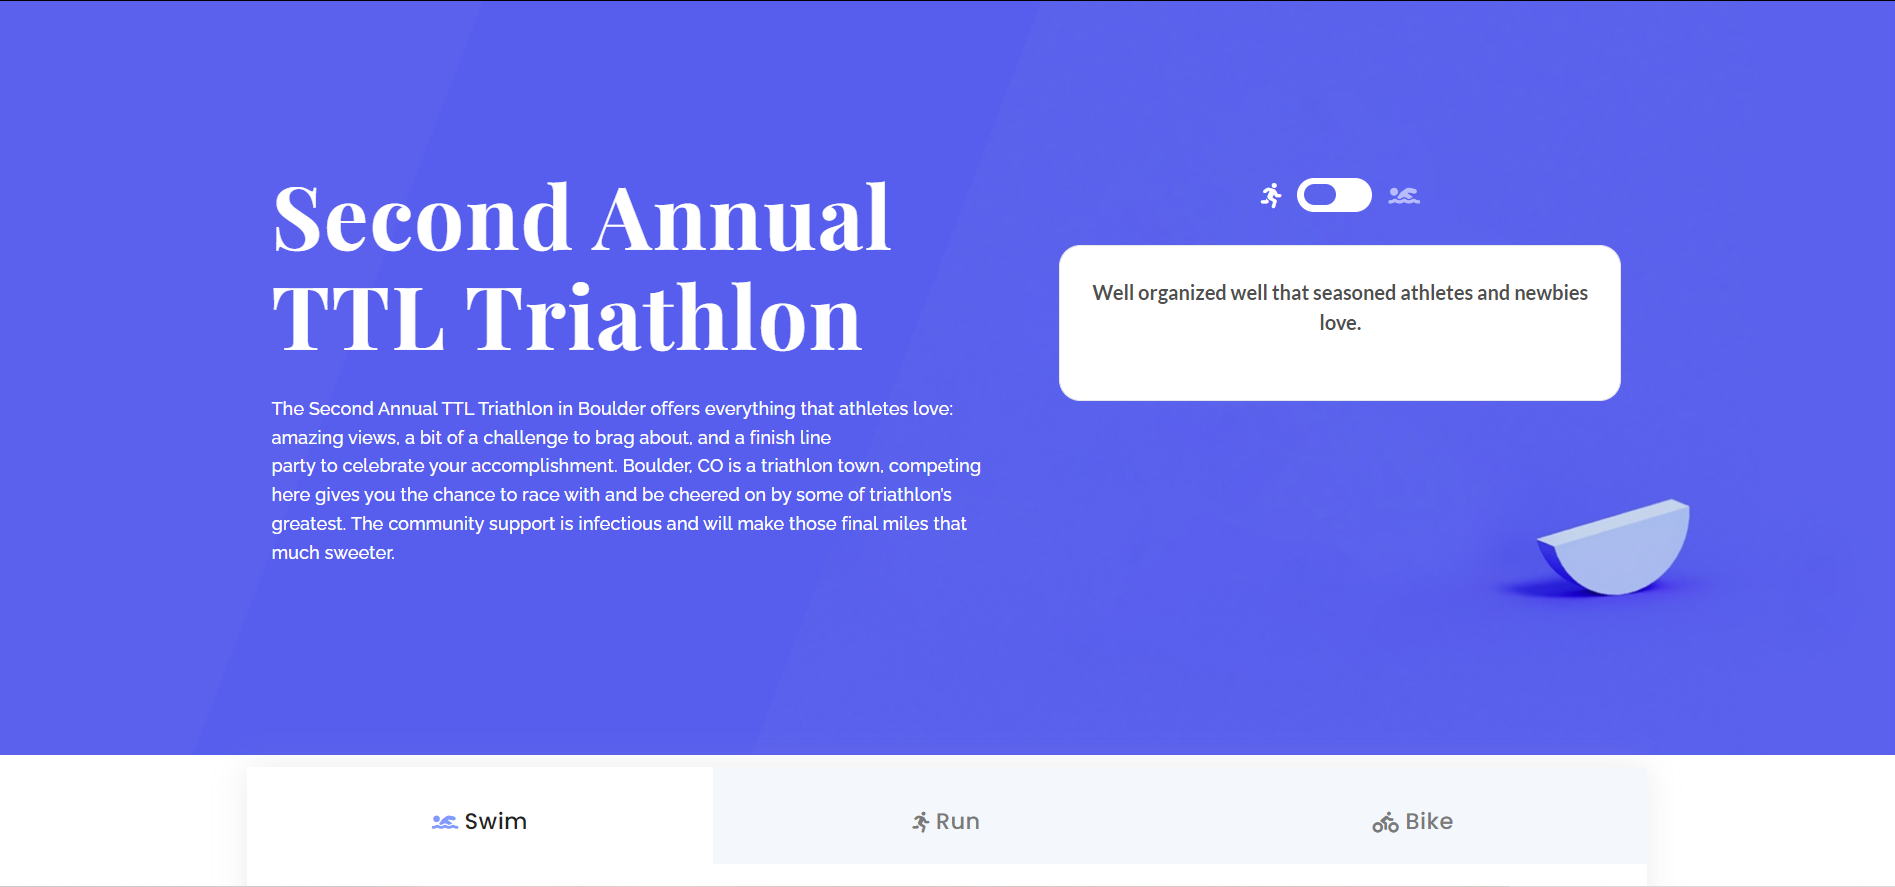 Second Annual
TTL Triathlon
The Second Annual TTL Triathlon in Boulder offers everything that athletes love:
amazing views, a bit of a challenge to brag about, and a finish line
party to celebrate your accomplishment. Boulder, CO is a triathlon town, competing
here gives you the chance to race with and be cheered on by some of triathlon's
greatest. The community support is infectious and will make those final miles that
much sweeter.
Well organized well that seasoned athletes and newbies
love.
Swim
Run
Bike